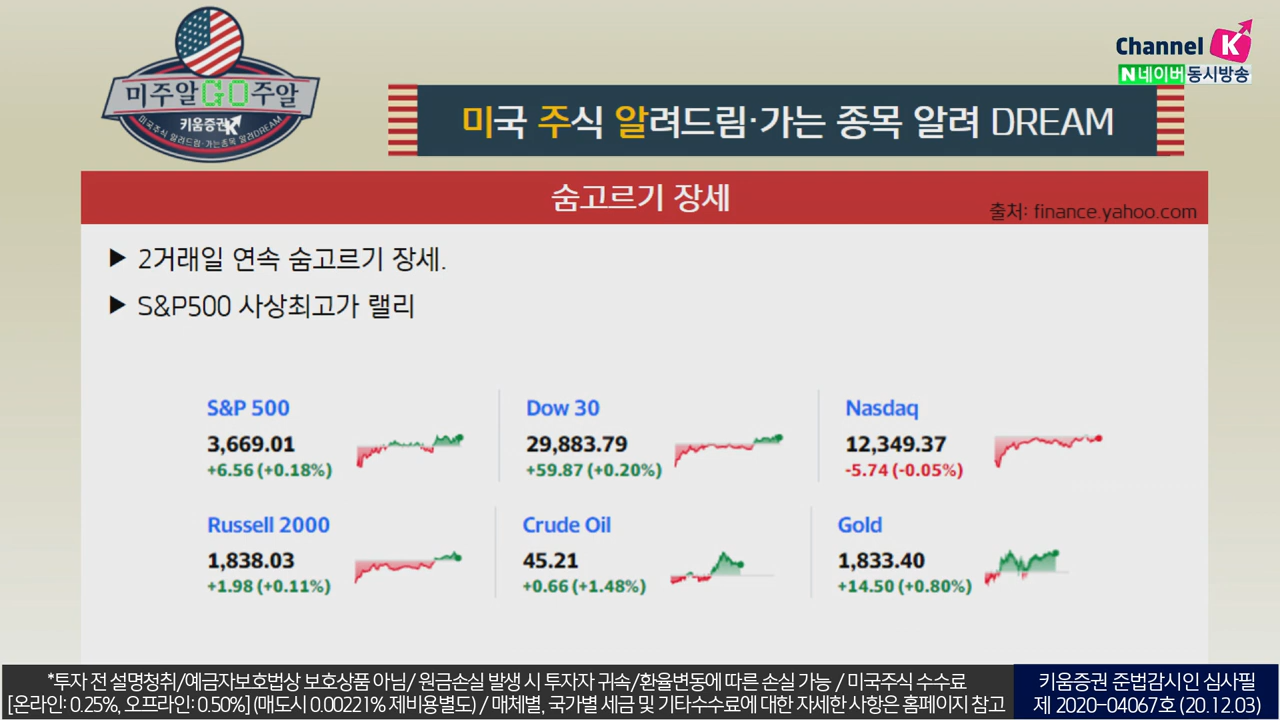 미주알GO주알
키움증권K
미국주식 알려드림·가는종목 알려DREAM
Channel K
N 네이버 동시방송
미국 주식 알려드림·가는 종목 알려 DREAM
숨고르기 장세
출처: finance.yahoo.com
▶ 2거래일 연속 숨고르기 장세.
▶ S&P500 사상최고가 랠리
S&P 500
3,669.01
+6.56 (+0.18%)
Dow 30
29,883.79
+59.87 (+0.20%)
Nasdaq
12,349.37
-5.74 (-0.05%)
Russell 2000
1,838.03
+1.98 (+0.11%)
Crude Oil
45.21
+0.66 (+1.48%)
Gold
1,833.40
+14.50 (+0.80%)
*투자 전 설명청취/예금자보호법상 보호상품 아님/ 원금손실 발생 시 투자자 귀속/환율변동에 따른 손실 가능 / 미국주식 수수료
[온라인: 0.25%, 오프라인: 0.50%] (매도시 0.00221% 제비용별도) / 매체별, 국가별 세금 및 기타수수료에 대한 자세한 사항은 홈페이지 참고
키움증권 준법감시인 심사필
제 2020-04067호 (20.12.03)